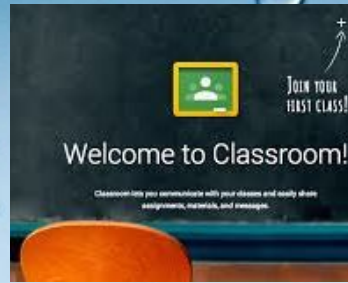 +
JOIN YOUR
FIRST CLASS!
Welcome to Classroom!
Classroom lets you communicate with your classes and easily share
assignments, materials, and messages.